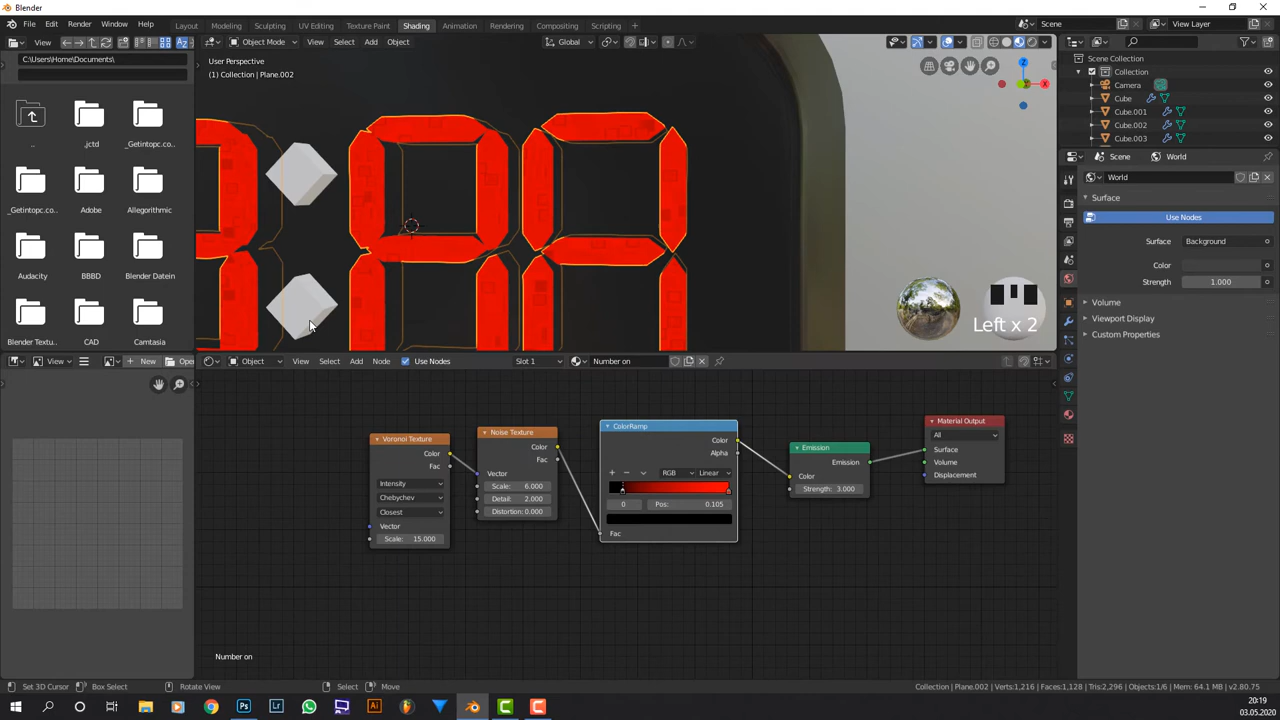 Blender
File Edit Render Window Help Layout Modeling Sculpting UV Editing Texture Paint Shading Animation Rendering Compositing Scripting Scene View Layer
View Object Mode View Select Add Object Global
C:\Users\Home\Documents\
.. .jctd _Getintopc.co...
_Getinto​pc.co... Adobe Allegorithmic
Audacity BBBD Blender Datein
Blender Textu... CAD Camtasia
User Perspective
(1) Collection | Plane.002
Z
X
Left x 2
Scene Collection
Collection
Camera
Cube
Cube.001
Cube.002
Cube.003
Scene World
World
Surface
Use Nodes
Surface: Background
Color
Strength 1.000
Volume
Viewport Display
Custom Properties
View New Open
Object View Select Add Node Use Nodes Slot 1 Number on
Voronoi Texture
Color
Fac
Intensity
Chebychev
Closest
Vector
Scale: 15.000
Noise Texture
Color
Fac
Vector
Scale: 6.000
Detail: 2.000
Distortion: 0.000
ColorRamp
Color
Alpha
RGB Linear
0 Pos: 0.105
Fac
Emission
Emission
Color
Strength: 3.000
Material Output
All
Surface
Volume
Displacement
Number on
Set 3D Cursor Box Select Rotate View Select Move Collection | Plane.002 | Verts:1,216 | Faces:1,128 | Tris:2,296 | Objects:1/6 | Mem: 64.1 MB | v2.80.75
20:19
03.05.2020